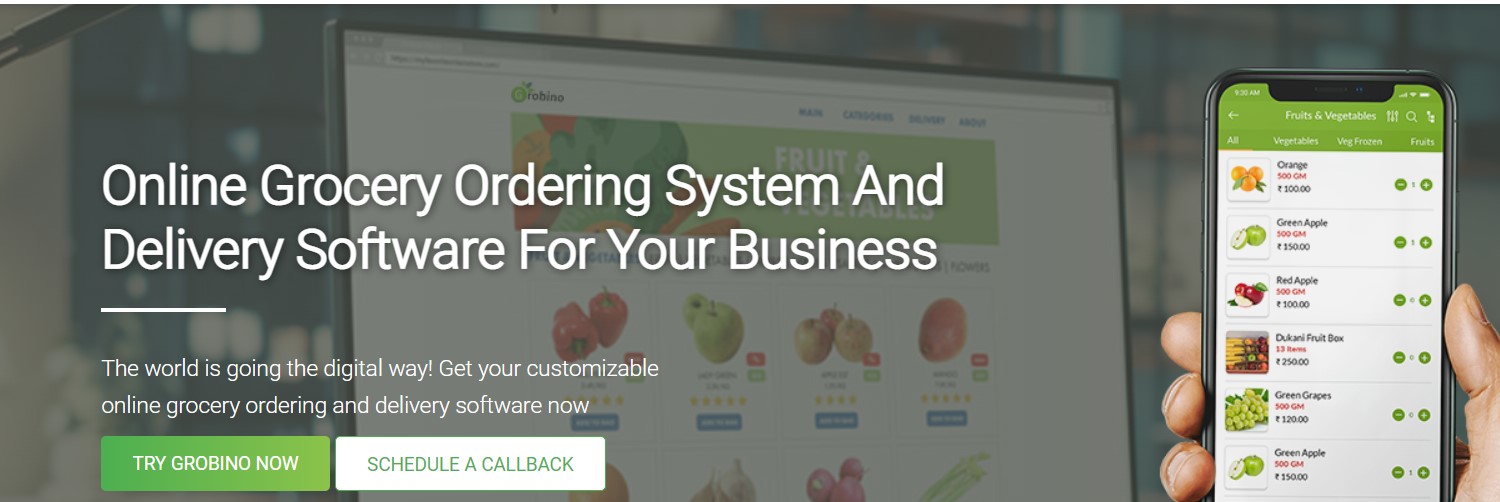 Grobino
MAIN CATEGORIES DELIVERY ABOUT
FRUIT &
VEGETABLES
Online Grocery Ordering System And
Delivery Software For Your Business
FLOWERS
The world is going the digital way! Get your customizable
online grocery ordering and delivery software now
TRY GROBINO NOW
SCHEDULE A CALLBACK
9:30 AM
Fruits & Vegetables
All Vegetables Veg Frozen Fruits
Orange
500 GM
₹ 100.00
1
Green Apple
500 GM
₹ 150.00
1
Red Apple
500 GM
₹ 100.00
0
Dukani Fruit Box
13 Items
₹ 250.00
0
Green Grapes
500 GM
₹ 120.00
0
Green Apple
500 GM
₹ 150.00
1